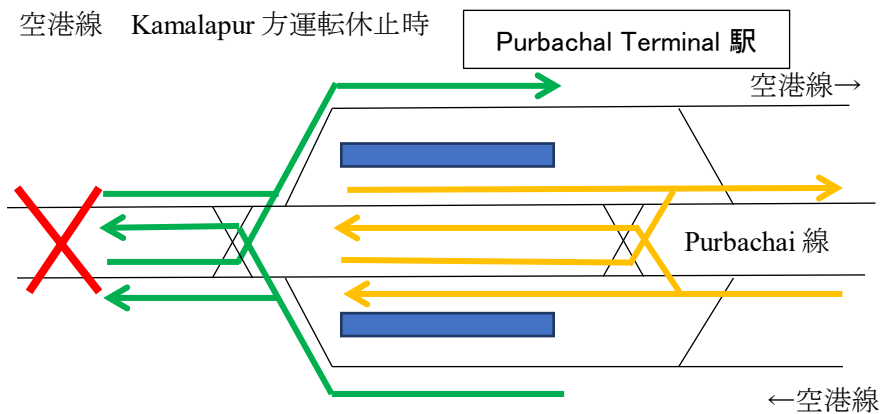 空港線　Kamalapur 方運転休止時
Purbachal Terminal 駅
空港線→
Purbachai 線
←空港線